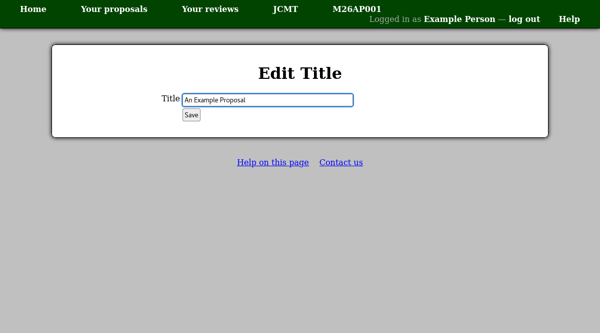 Home Your proposals Your reviews JCMT M26AP001
Logged in as Example Person — log out Help
Edit Title
Title An Example Proposal
Save
Help on this page Contact us